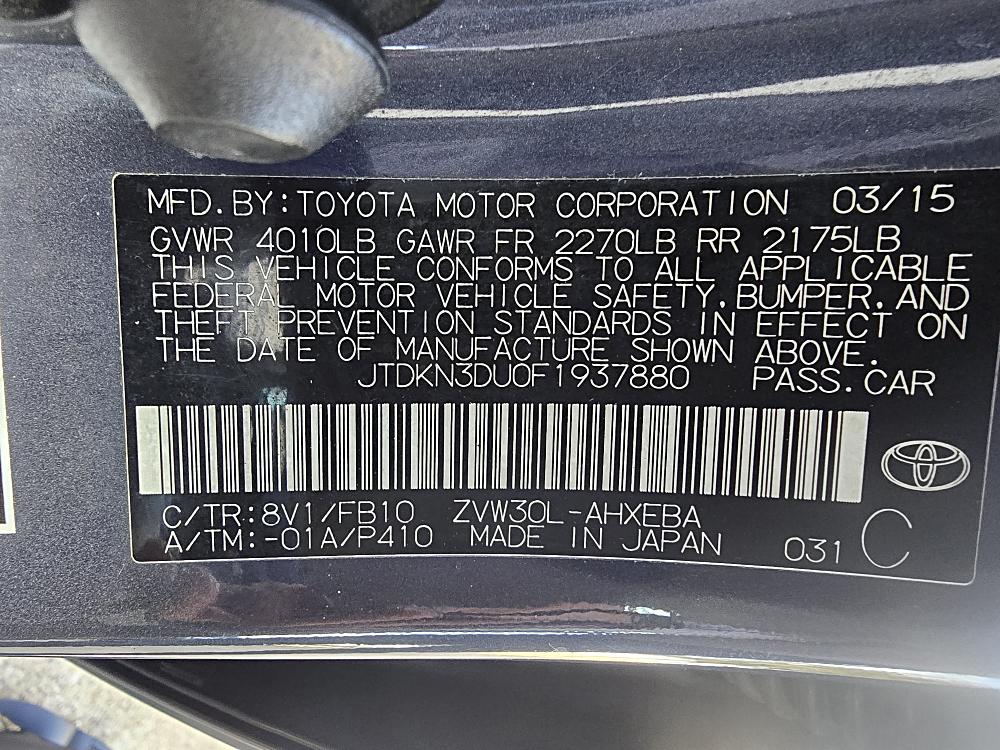 MFD.BY:TOYOTA MOTOR CORPORATION 03/15
GVWR 4010LB GAWR FR 2270LB RR 2175LB
THIS VEHICLE CONFORMS TO ALL APPLICABLE
FEDERAL MOTOR VEHICLE SAFETY,BUMPER,AND
THEFT PREVENTION STANDARDS IN EFFECT ON
THE DATE OF MANUFACTURE SHOWN ABOVE.
JTDKN3DU0F1937880 PASS.CAR
C/TR:8V1/FB10 ZVW30L-AHXEBA
A/TM:-01A/P410 MADE IN JAPAN 031 C